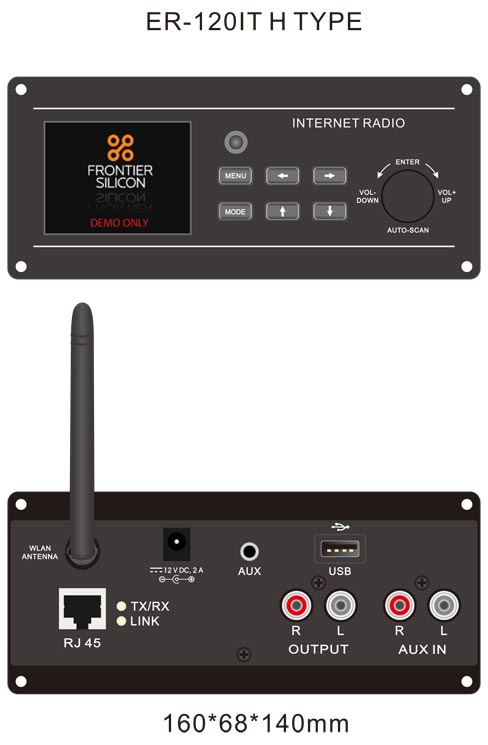 ER-120IT H TYPE
INTERNET RADIO
FRONTIER
SILICON
DEMO ONLY
MENU
MODE
ENTER
VOL-
DOWN
VOL+
UP
AUTO-SCAN
WLAN
ANTENNA
12 V DC, 2 A
AUX
USB
TX/RX
LINK
RJ 45
R
L
OUTPUT
R
L
AUX IN
160*68*140mm